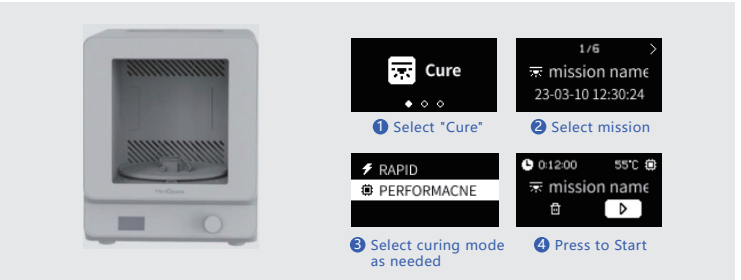 Cure
1 Select "Cure"
1/6
mission name
23-03-10 12:30:24
2 Select mission
RAPID
PERFORMACNE
3 Select curing mode
as needed
0:12:00 55°C
mission name
4 Press to Start